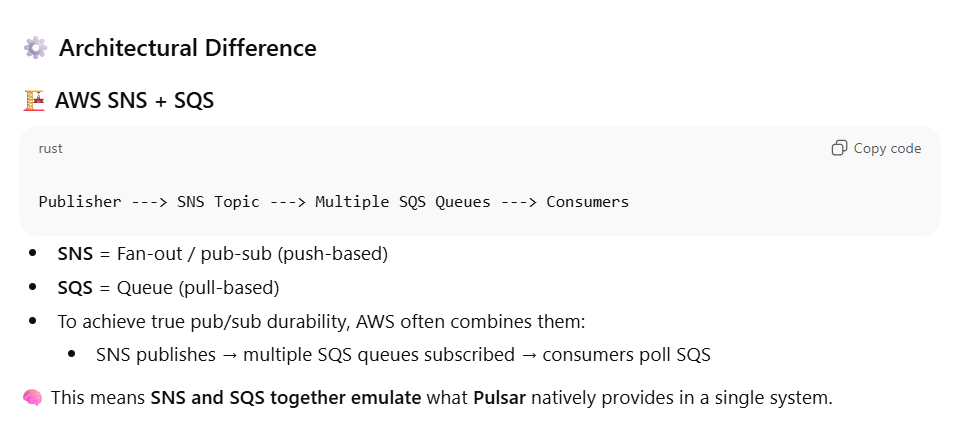 Architectural Difference
AWS SNS + SQS
rust
Copy code
Publisher ---> SNS Topic ---> Multiple SQS Queues ---> Consumers
SNS = Fan-out / pub-sub (push-based)
SQS = Queue (pull-based)
To achieve true pub/sub durability, AWS often combines them:
SNS publishes → multiple SQS queues subscribed → consumers poll SQS
This means SNS and SQS together emulate what Pulsar natively provides in a single system.